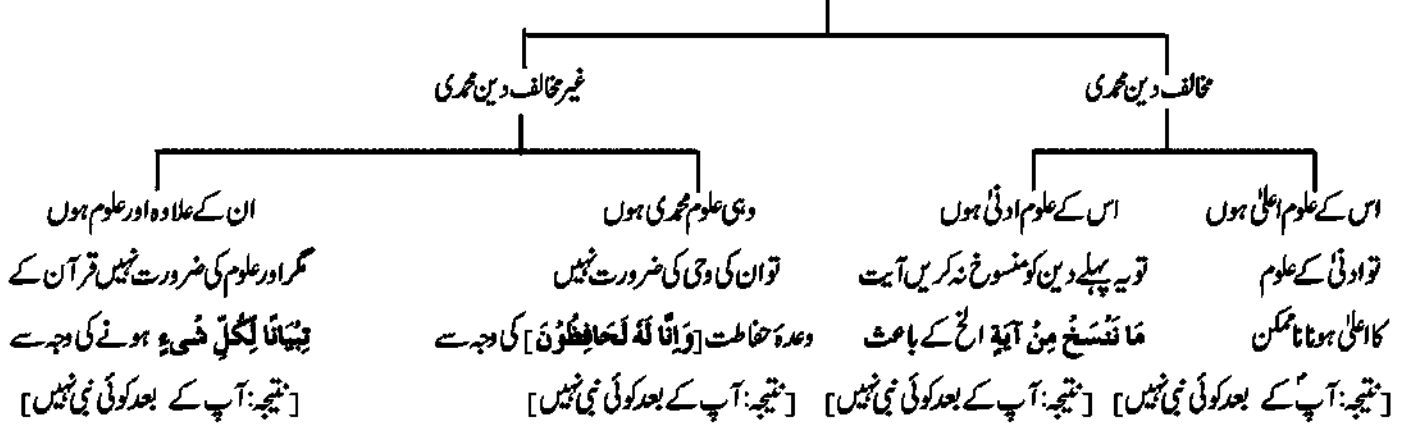 مخالف دین محمدی
غیر مخالف دین محمدی
اس کے علوم اعلیٰ ہوں
تو ادنیٰ کے علوم
کا اعلیٰ ہونا ناممکن
[نتیجہ: آپؐ کے بعد کوئی نبی نہیں]
اس کے علوم ادنیٰ ہوں
تو یہ پہلے دین کو منسوخ نہ کریں آیت
مَا نَنْسَخْ مِنْ آیَةٍ الخ کے باعث
[نتیجہ: آپ کے بعد کوئی نبی نہیں]
وہی علوم محمدی ہوں
تو ان کی وحی کی ضرورت نہیں
وعدۂ حفاظت [وَاِنَّا لَهُ لَحَافِظُوْنَ] کی وجہ سے
[نتیجہ: آپ کے بعد کوئی نبی نہیں]
ان کے علاوہ اور علوم ہوں
مگر اور علوم کی ضرورت نہیں قرآن کے
تِبْیَانًا لِّکُلِّ شَیءٍ ہونے کی وجہ سے
[نتیجہ: آپ کے بعد کوئی نبی نہیں]